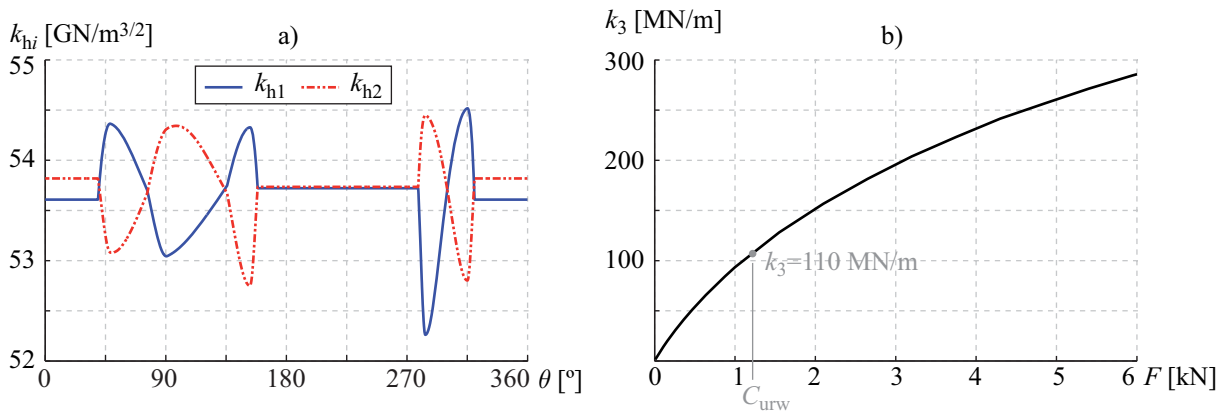 k_hi [GN/m^3/2]
a)
55
54
53
52
k_h1
k_h2
0
90
180
270
360
θ [º]
k_3 [MN/m]
b)
300
200
100
k_3=110 MN/m
0
1
2
3
4
5
6
F [kN]
C_urw